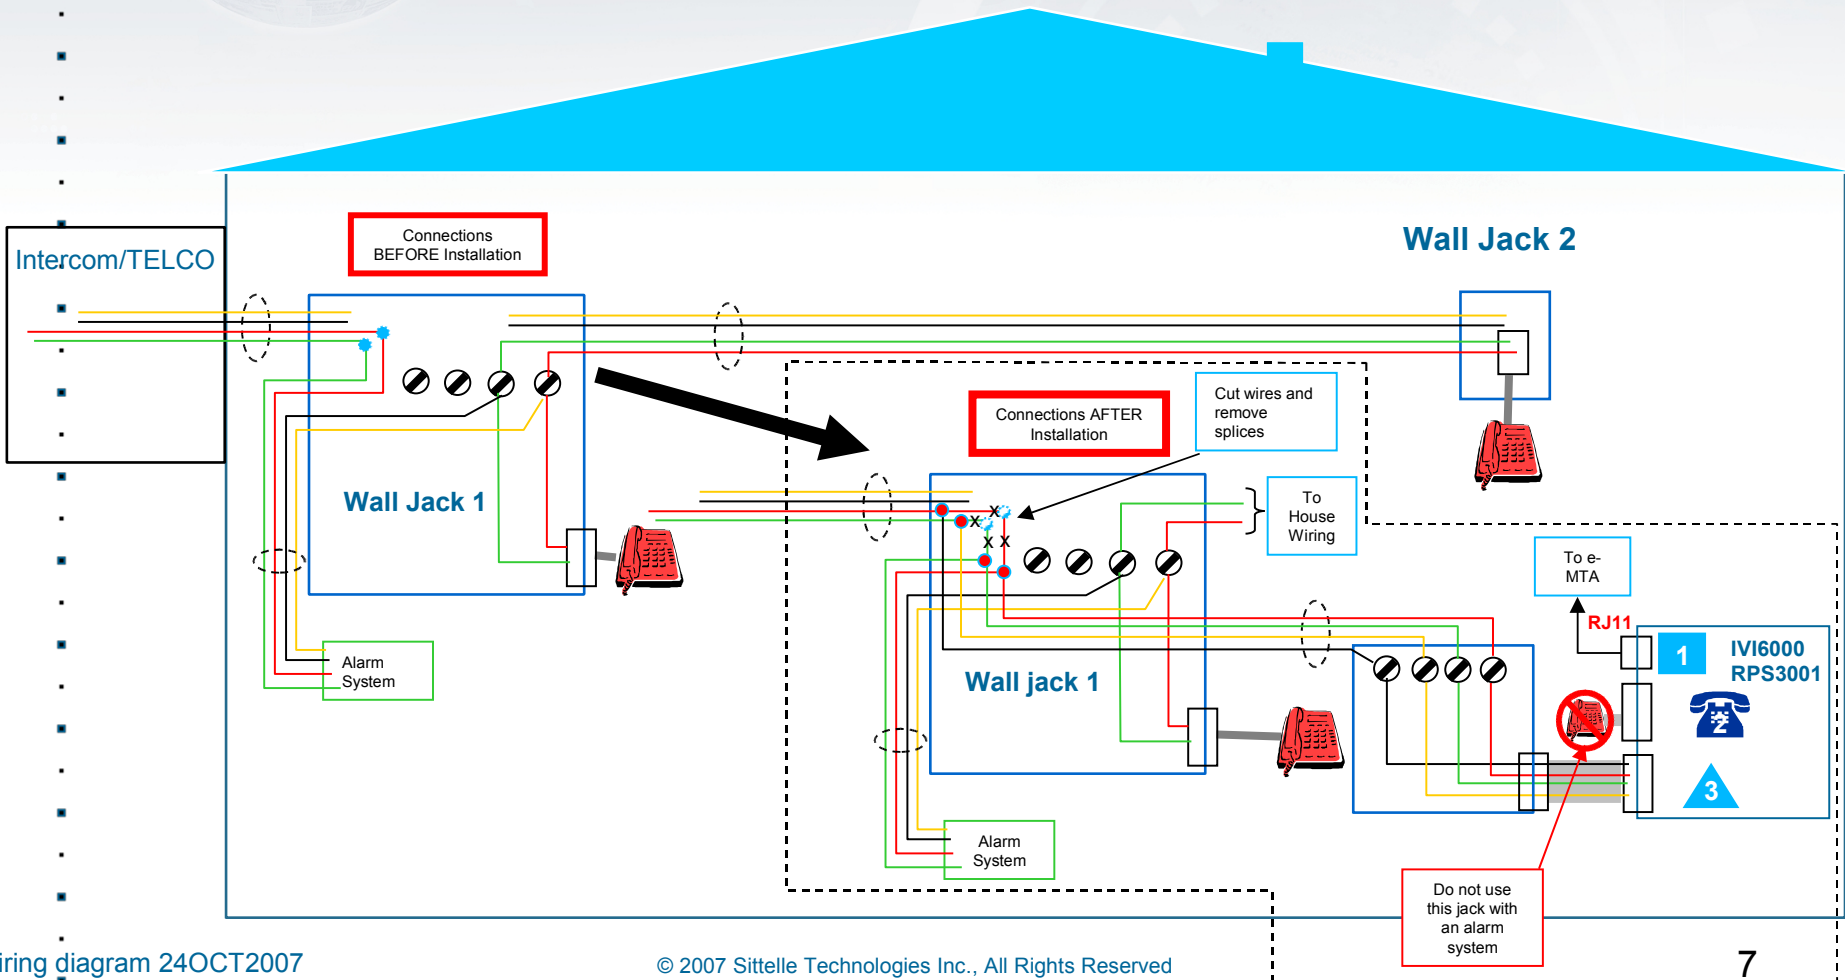 Intercom/TELCO
Connections
BEFORE Installation
Wall Jack 2
Cut wires and
remove
splices
Connections AFTER
Installation
Wall Jack 1
X
X
X X
To
House
Wiring
To e-
MTA
RJ11
1
IVI6000
RPS3001
2
3
Alarm
System
Wall jack 1
Alarm
System
Do not use
this jack with
an alarm
system
iring diagram 24OCT2007
© 2007 Sittelle Technologies Inc., All Rights Reserved
7